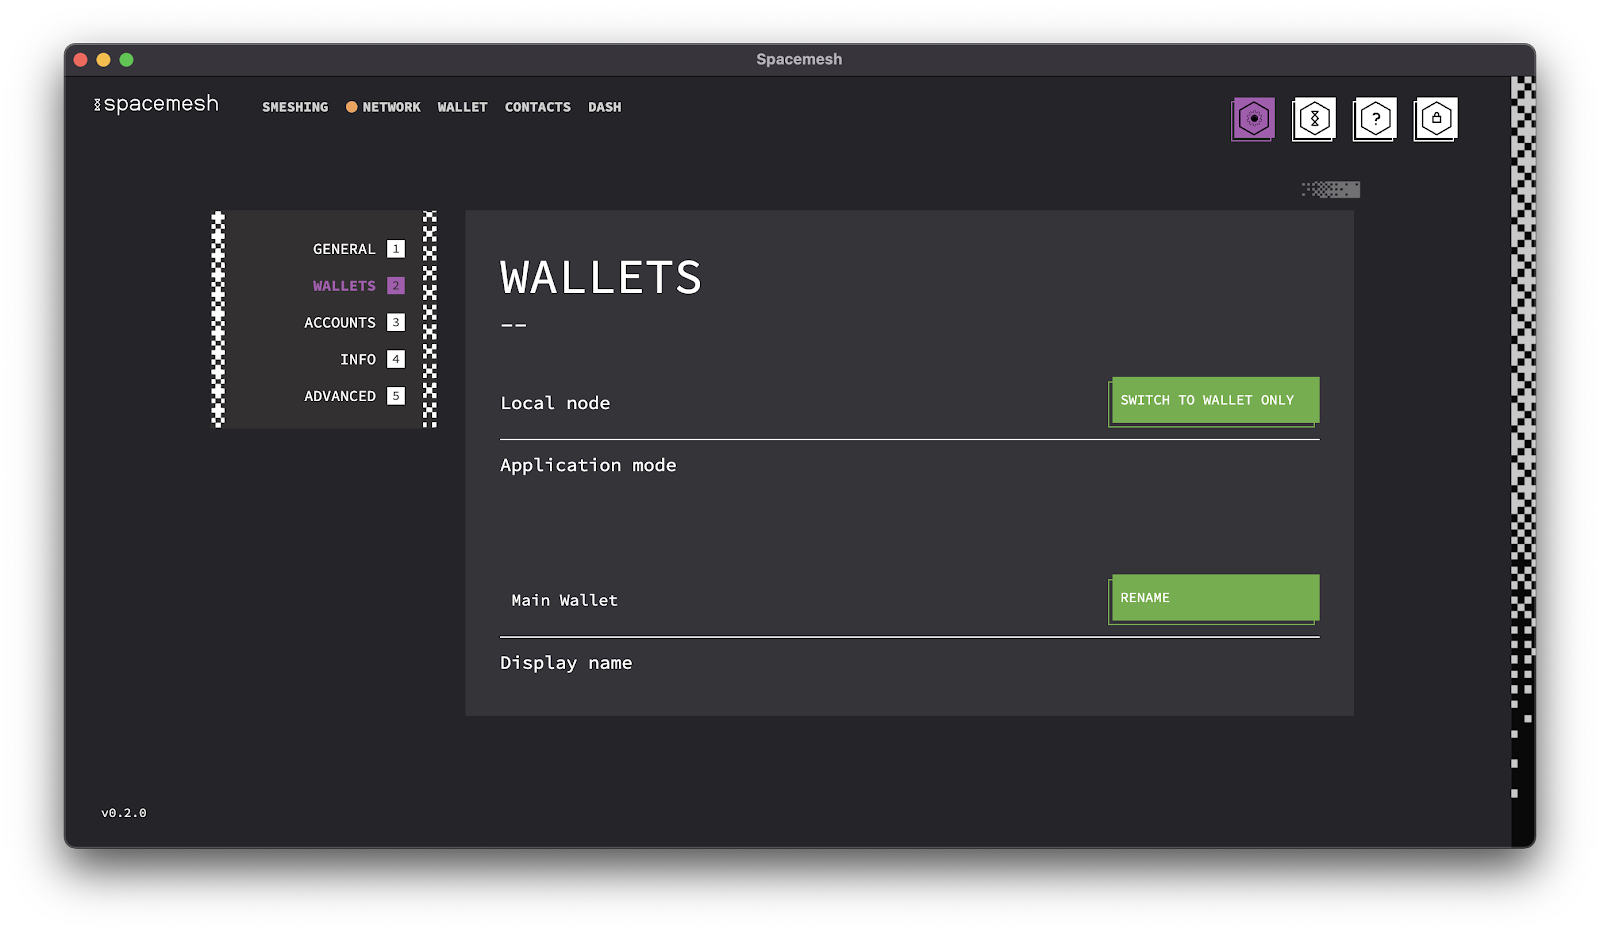 Spacemesh
spacemesh
SMESHING NETWORK WALLET CONTACTS DASH
?
GENERAL 1
WALLETS 2
ACCOUNTS 3
INFO 4
ADVANCED 5
WALLETS
--
Local node
SWITCH TO WALLET ONLY
Application mode
Main Wallet
RENAME
Display name
v0.2.0